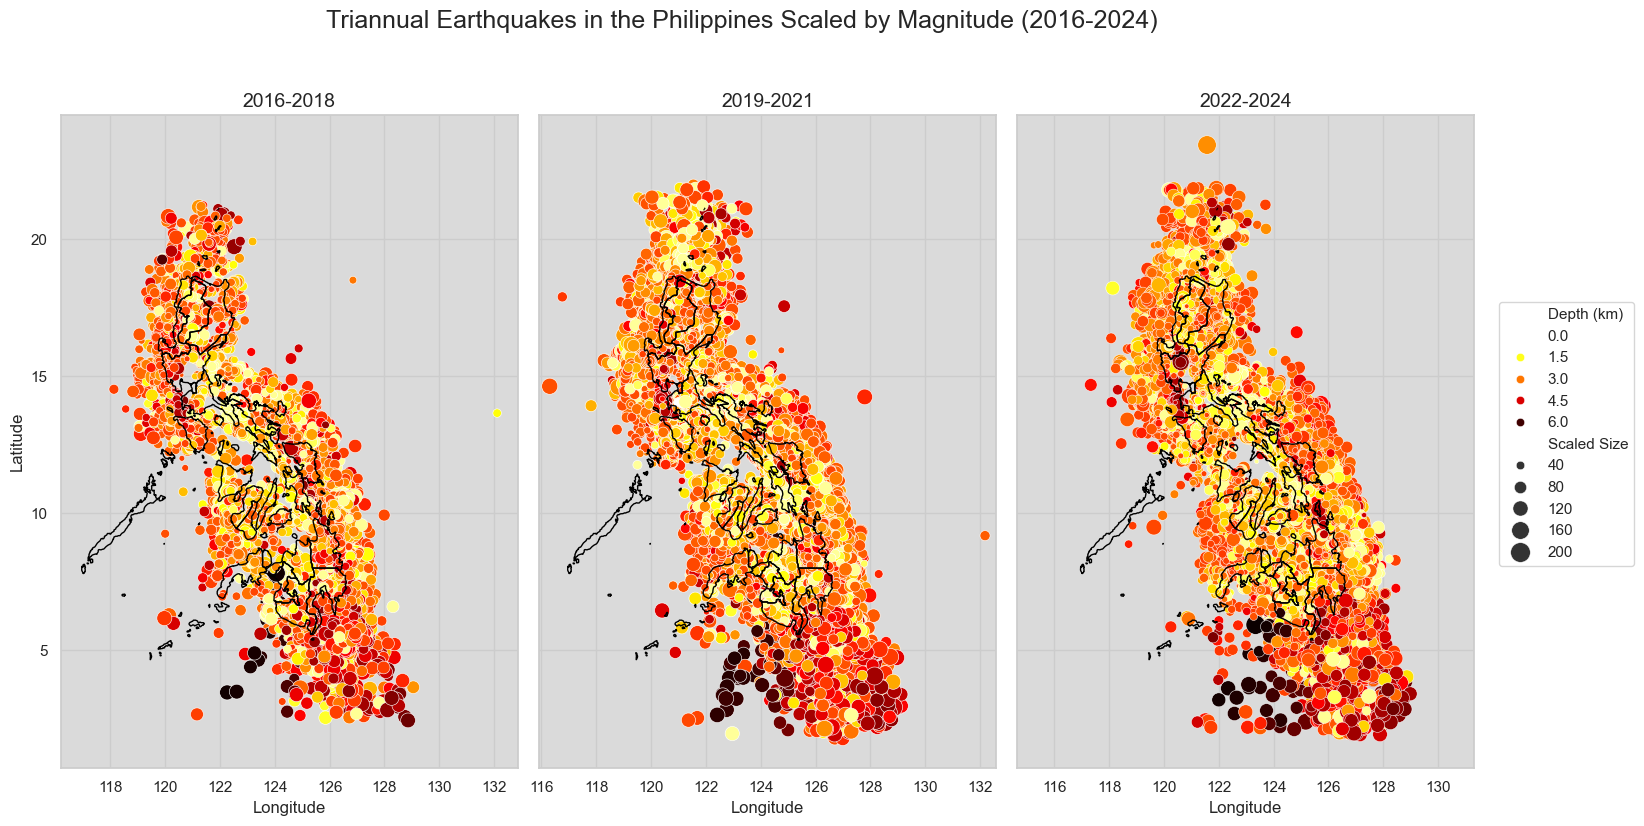 Triannual Earthquakes in the Philippines Scaled by Magnitude (2016-2024)
2016-2018
2019-2021
2022-2024
Latitude
20
15
10
5
118 120 122 124 126 128 130 132
Longitude
116 118 120 122 124 126 128 130 132
Longitude
116 118 120 122 124 126 128 130
Longitude
Depth (km)
0.0
1.5
3.0
4.5
6.0
Scaled Size
40
80
120
160
200